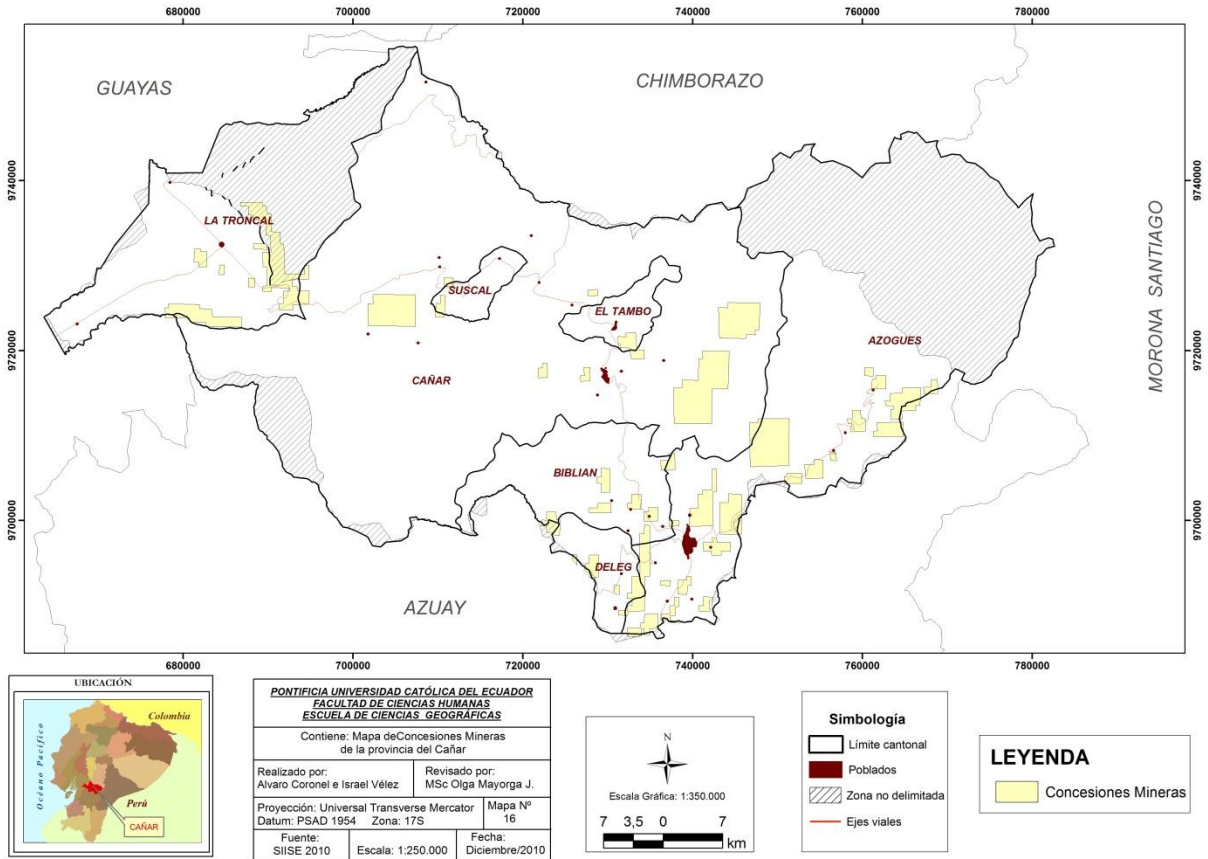 680000 700000 720000 740000 760000 780000
GUAYAS
CHIMBORAZO
9740000
9740000
LA TRONCAL
MORONA SANTIAGO
SUSCAL
EL TAMBO
AZOGUES
9720000
9720000
CAÑAR
BIBLIAN
9700000
9700000
DELEG
AZUAY
680000 700000 720000 740000 760000 780000
UBICACIÓN
Colombia
Océano Pacífico
Perú
CAÑAR
PONTIFICIA UNIVERSIDAD CATÓLICA DEL ECUADOR
FACULTAD DE CIENCIAS HUMANAS
ESCUELA DE CIENCIAS GEOGRÁFICAS
Contiene: Mapa deConcesiones Mineras
de la provincia del Cañar
Realizado por:
Alvaro Coronel e Israel Vélez
Revisado por:
MSc Olga Mayorga J.
Proyección: Universal Transverse Mercator
Datum: PSAD 1954 Zona: 17S
Mapa Nº
16
Fuente:
SIISE 2010
Escala: 1:250.000
Fecha:
Diciembre/2010
N
Escala Gráfica: 1:350.000
7 3,5 0 7
km
Simbología
Límite cantonal
Poblados
Zona no delimitada
Ejes viales
LEYENDA
Concesiones Mineras